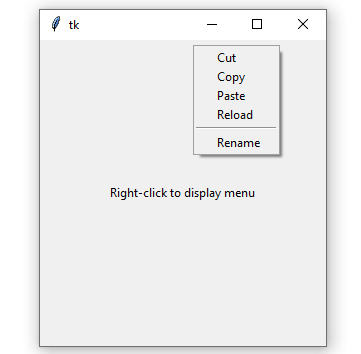 tk
Cut
Copy
Paste
Reload
Rename
Right-click to display menu